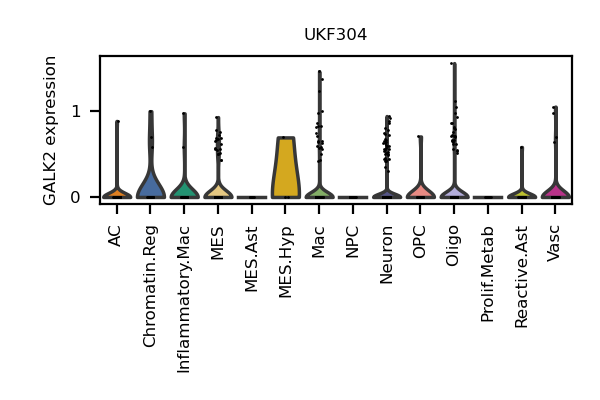 UKF304
GALK2 expression
1
0
AC
Chromatin.Reg
Inflammatory.Mac
MES
MES.Ast
MES.Hyp
Mac
NPC
Neuron
OPC
Oligo
Prolif.Metab
Reactive.Ast
Vasc